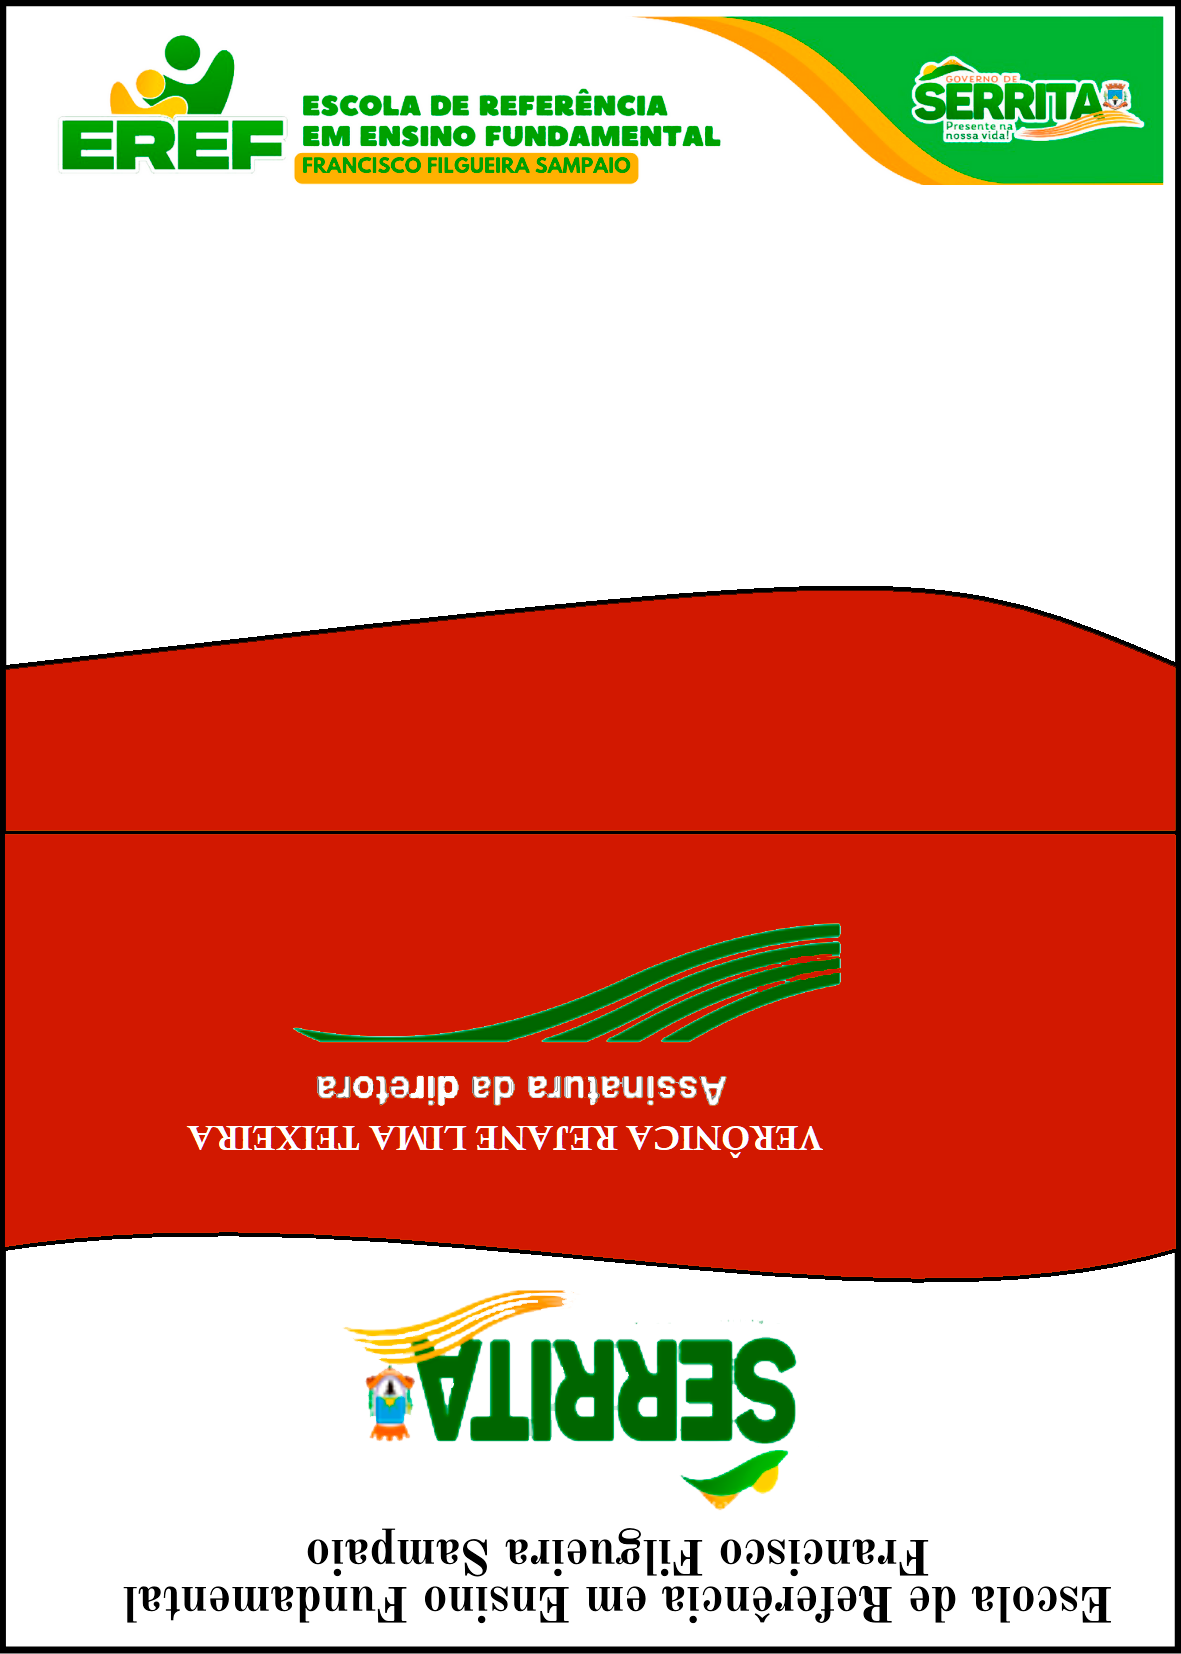 EREF
ESCOLA DE REFERÊNCIA
EM ENSINO FUNDAMENTAL
FRANCISCO FILGUEIRA SAMPAIO
GOVERNO DE
SERRITA
Presente na
nossa vida!
Escola de Referência em Ensino Fundamental
Francisco Filgueira Sampaio
SERRITA
VERÔNICA REJANE LIMA TEIXEIRA
Assinatura da diretora